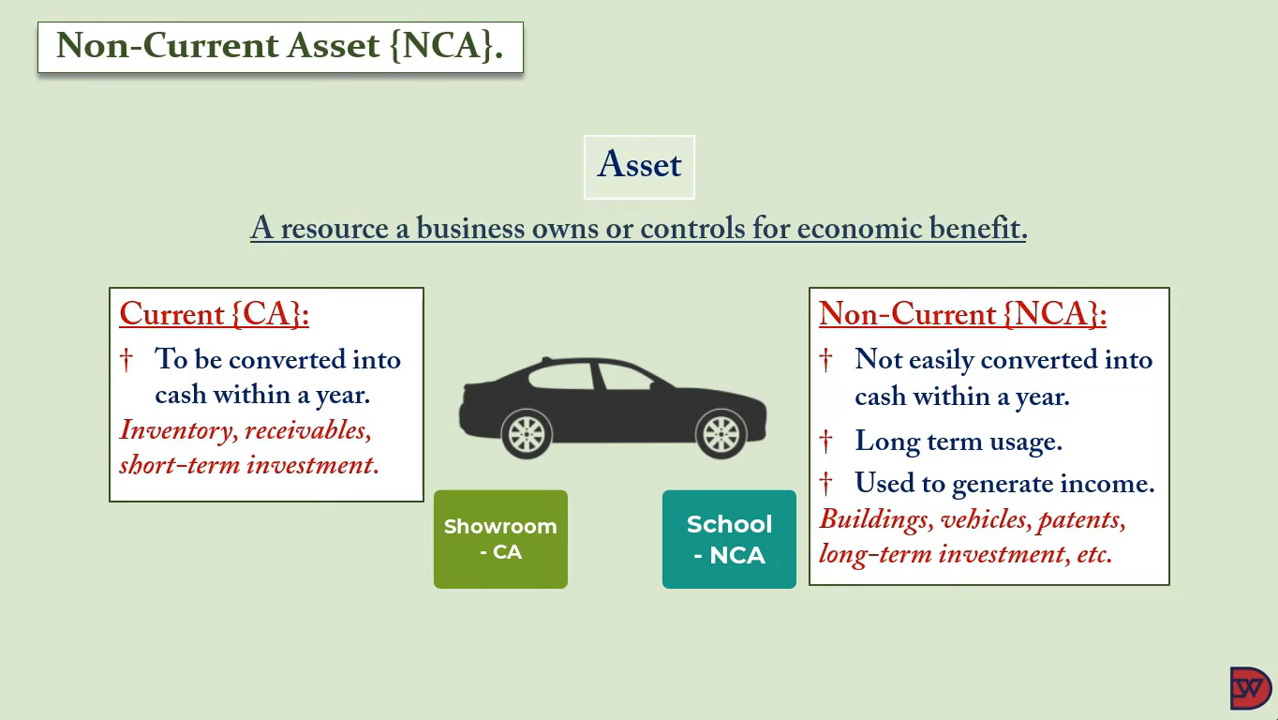 Non-Current Asset {NCA}.
Asset
A resource a business owns or controls for economic benefit.
Current {CA}:
† To be converted into
cash within a year.
Inventory, receivables,
short-term investment.
Showroom
- CA
School
- NCA
Non-Current {NCA}:
† Not easily converted into
cash within a year.
† Long term usage.
† Used to generate income.
Buildings, vehicles, patents,
long-term investment, etc.
DW